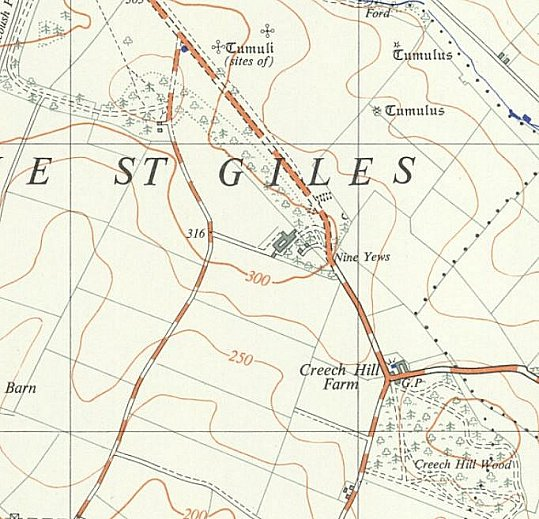 305
Ford
Tumuli
(sites of)
Tumulus
Tumulus
E ST GILES
316
Nine Yews
300
250
Creech Hill
Farm
G.P
Barn
Creech Hill Wood
200